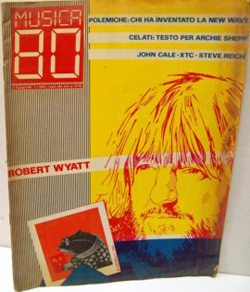 MUSICA
80
POLEMICHE: CHI HA INVENTATO LA NEW WAVE
CELATI: TESTO PER ARCHIE SHEPP
JOHN CALE - XTC - STEVE REICH
ROBERT WYATT